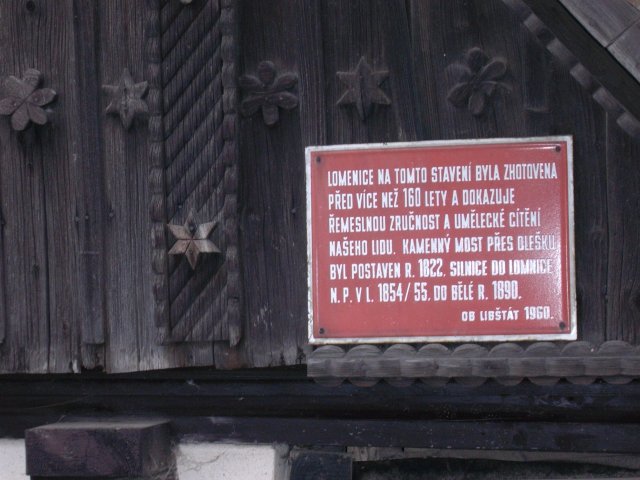 LOMENICE NA TOMTO STAVENÍ BYLA ZHOTOVENA
PŘED VÍCE NEŽ 160 LETY A DOKAZUJE
ŘEMESLNOU ZRUČNOST A UMĚLECKÉ CÍTĚNÍ
NAŠEHO LIDU. KAMENNÝ MOST PŘES OLEŠKU
BYL POSTAVEN R. 1822. SILNICE DO LOMNICE
N. P. V L. 1854/55. DO BĚLÉ R. 1890.
OB LIBŠTÁT 1960.